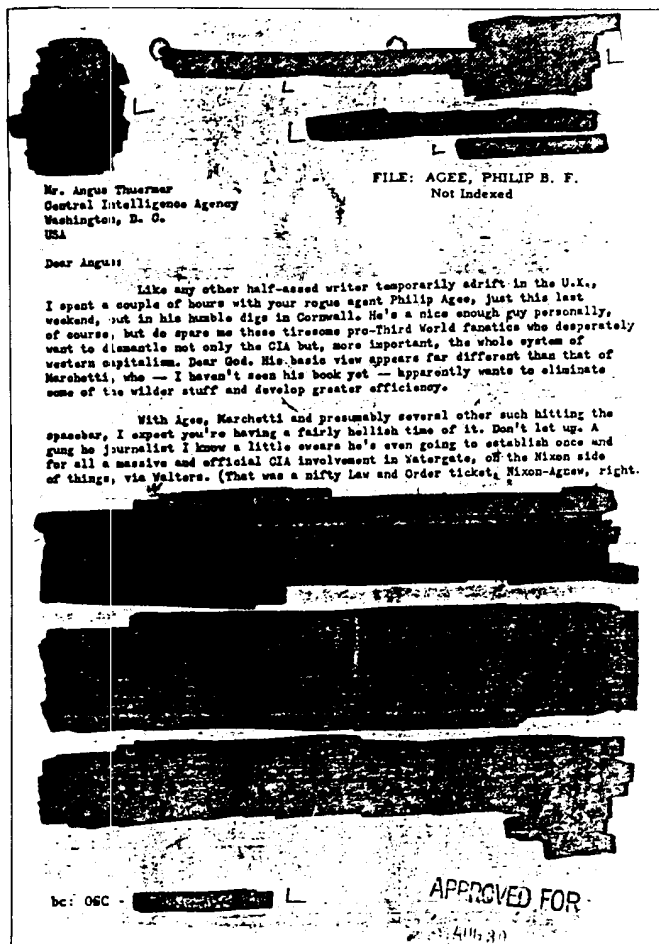 FILE: AGEE, PHILIP B. F.
Not Indexed
Mr. Angus Thuermer
Central Intelligence Agency
Washington, D. C.
USA
Dear Angus:
Like any other half-assed writer temporarily adrift in the U.K.,
I spent a couple of hours with your rogue agent Philip Agee, just this last
weekend, out in his humble digs in Cornwall. He's a nice enough guy personally,
of course, but do spare me these tiresome pro-Third World fanatics who desperately
want to dismantle not only the CIA but, more important, the whole system of
western capitalism. Dear God. His basic view appears far different than that of
Marchetti, who — I haven't seen his book yet — apparently wants to eliminate
some of the wilder stuff and develop greater efficiency.
With Agee, Marchetti and presumably several other such hitting the
spacebar, I expect you're having a fairly hellish time of it. Don't let up. A
gung ho journalist I know a little swears he's even going to establish once and
for all a massive and official CIA involvement in Watergate, on the Nixon side
of things, via Walters. (That was a nifty Law and Order ticket, Nixon-Agnew, right.
bc: OGC -
APPROVED FOR